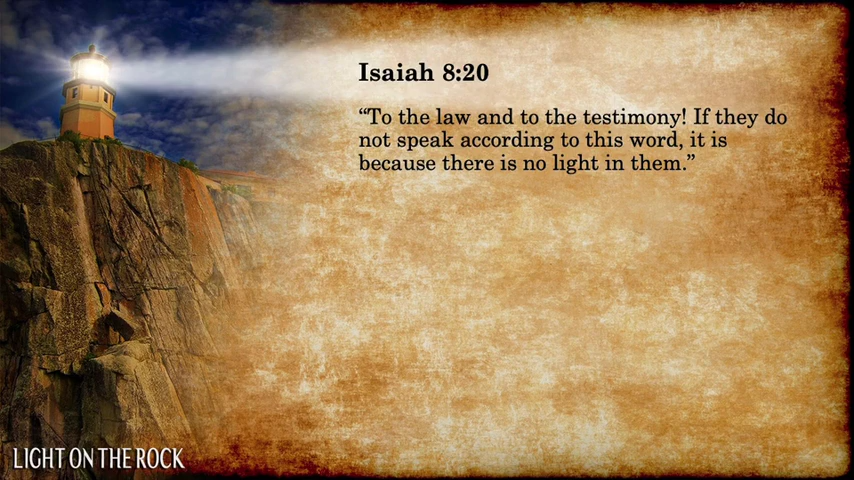 Isaiah 8:20
“To the law and to the testimony! If they do
not speak according to this word, it is
because there is no light in them.”
LIGHT ON THE ROCK